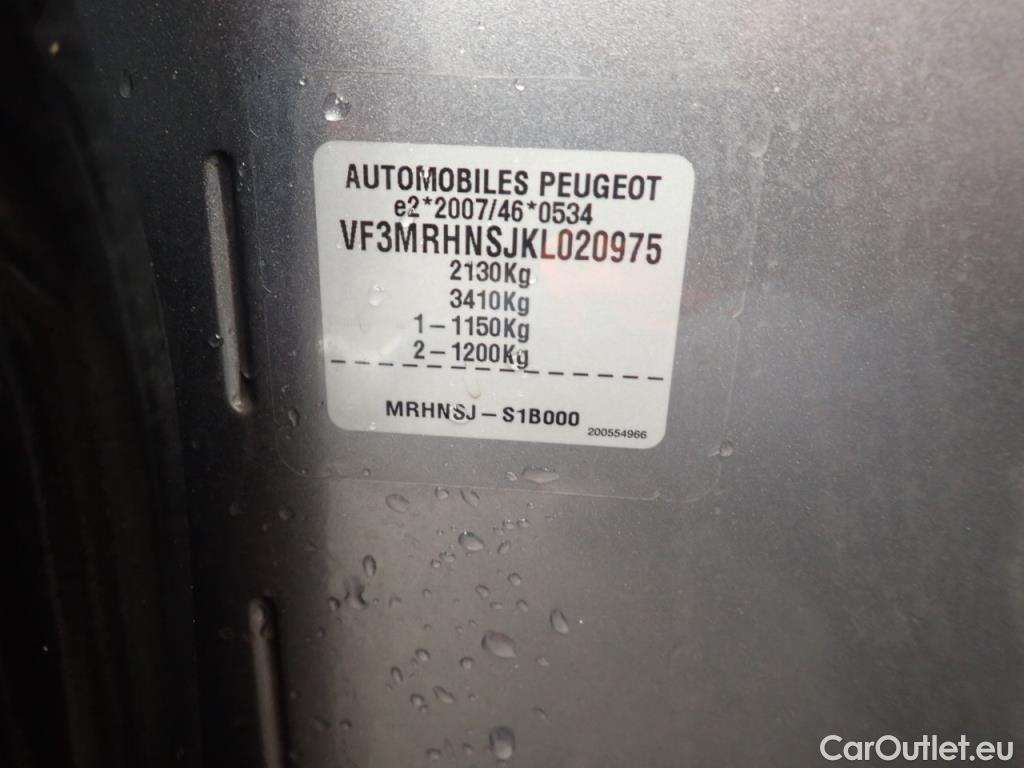 AUTOMOBILES PEUGEOT
e2*2007/46*0534
VF3MRHNSJKL020975
2130Kg
3410Kg
1-1150Kg
2-1200Kg
MRHNSJ-S1B000
200554966
CarOutlet.eu